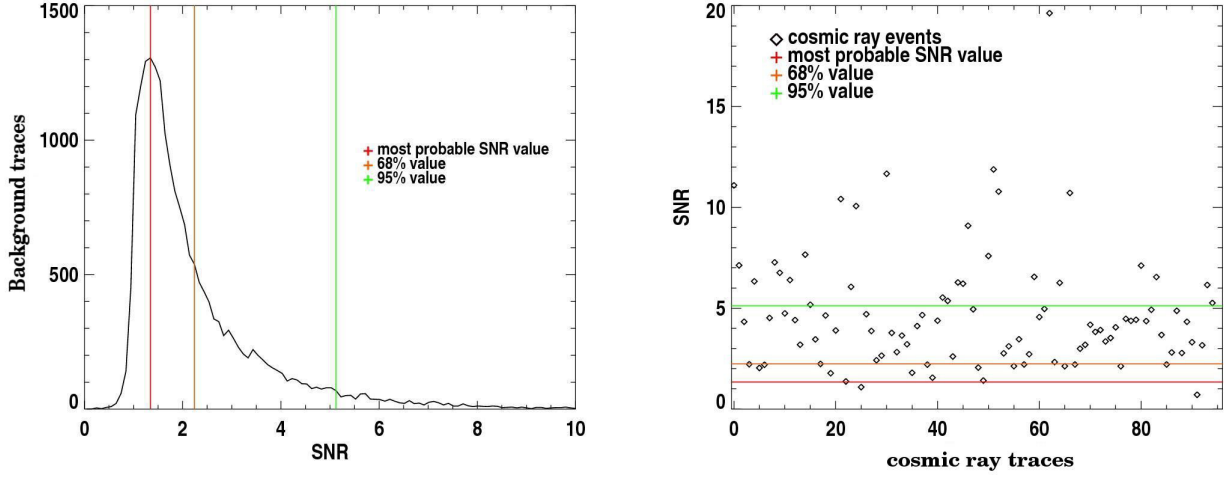 1500
1000
500
0
Background traces
most probable SNR value
68% value
95% value
0
2
4
6
8
10
SNR
20
15
10
5
0
SNR
cosmic ray events
most probable SNR value
68% value
95% value
0
20
40
60
80
cosmic ray traces